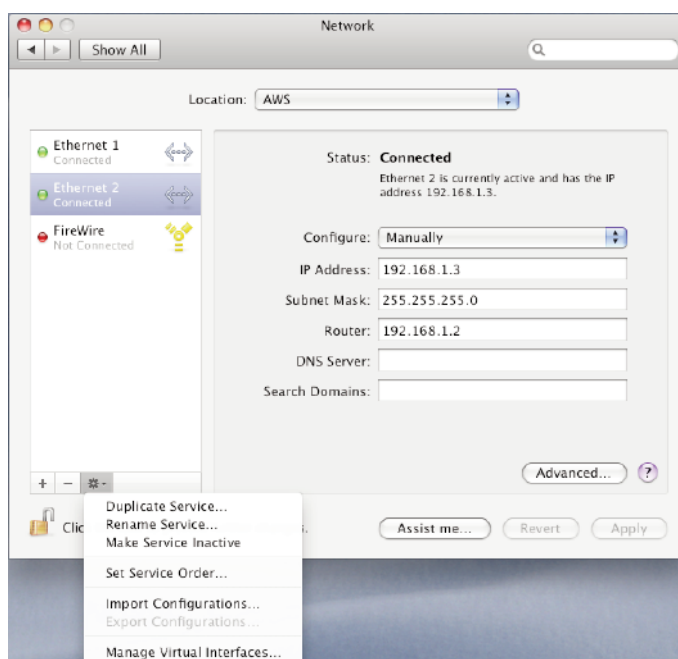 Network
Show All
Location: AWS
Ethernet 1
Connected
Ethernet 2
Connected
FireWire
Not Connected
Status: Connected
Ethernet 2 is currently active and has the IP
address 192.168.1.3.
Configure: Manually
IP Address: 192.168.1.3
Subnet Mask: 255.255.255.0
Router: 192.168.1.2
DNS Server:
Search Domains:
Advanced... ?
+ −
Duplicate Service...
Rename Service...
Make Service Inactive
Set Service Order...
Import Configurations...
Export Configurations...
Manage Virtual Interfaces...
Assist me... Revert Apply